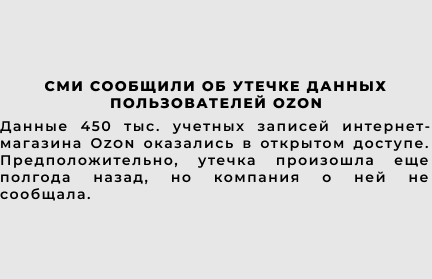 СМИ СООБЩИЛИ ОБ УТЕЧКЕ ДАННЫХ
ПОЛЬЗОВАТЕЛЕЙ OZON
Данные 450 тыс. учетных записей интернет-
магазина Ozon оказались в открытом доступе.
Предположительно, утечка произошла еще
полгода назад, но компания о ней не
сообщала.